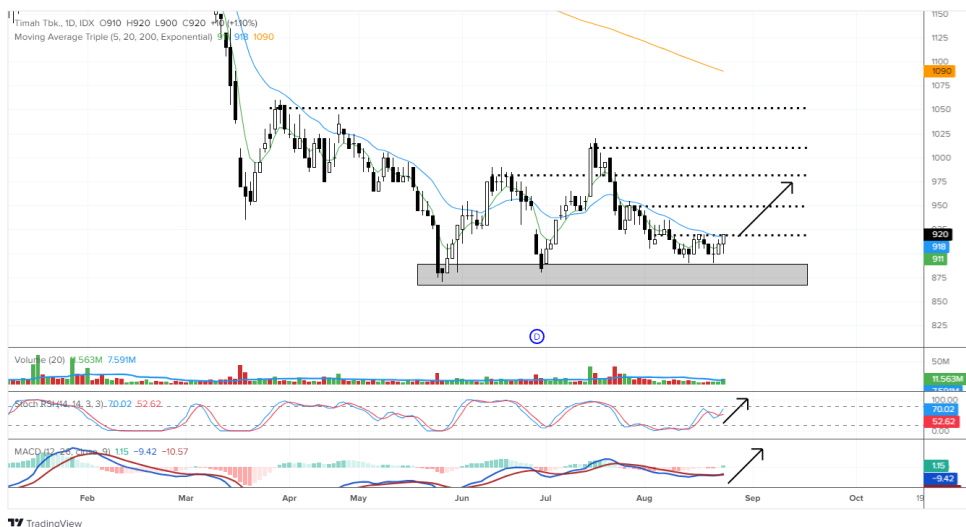 Timah Tbk., 1D, IDX O910 H920 L900 C920 +10 (+1.10%)
Moving Average Triple (5, 20, 200, Exponential) 911 918 1090
1150
1125
1100
1090
1075
1050
1025
1000
975
950
920
918
911
875
850
825
D
Volume (20) 11.563M 7.591M
50M
11.563M
7.591M
Stoch RSI (14, 14, 3, 3) 70.02 52.62
100.00
70.02
52.62
0.00
MACD (12, 26, close, 9) 1.15 −9.42 −10.57
1.15
−9.42
Feb Mar Apr May Jun Jul Aug Sep Oct 19
TradingView